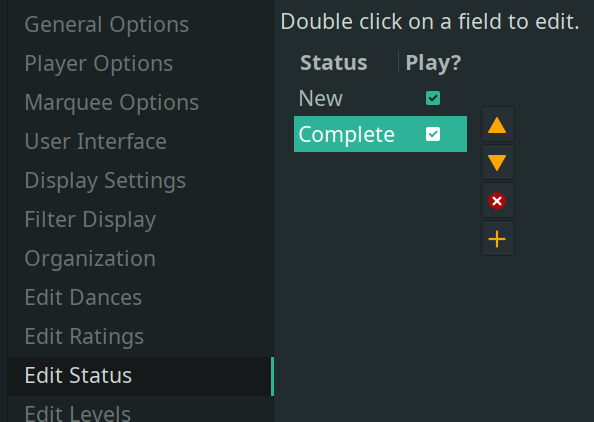 General Options
Player Options
Marquee Options
User Interface
Display Settings
Filter Display
Organization
Edit Dances
Edit Ratings
Edit Status
Edit Levels
Double click on a field to edit.
Status Play?
New
Complete